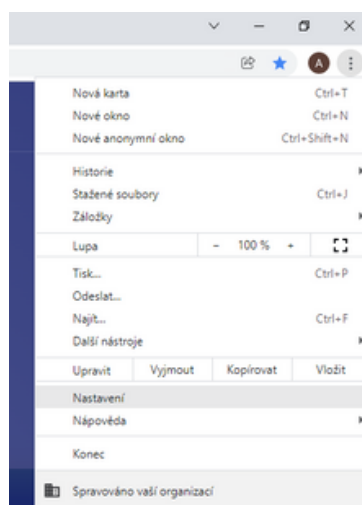 A
Nová karta Ctrl+T
Nové okno Ctrl+N
Nové anonymní okno Ctrl+Shift+N
Historie
Stažené soubory Ctrl+J
Záložky
Lupa - 100 % +
Tisk... Ctrl+P
Odeslat...
Najít... Ctrl+F
Další nástroje
Upravit Vyjmout Kopírovat Vložit
Nastavení
Nápověda
Konec
Spravováno vaší organizací